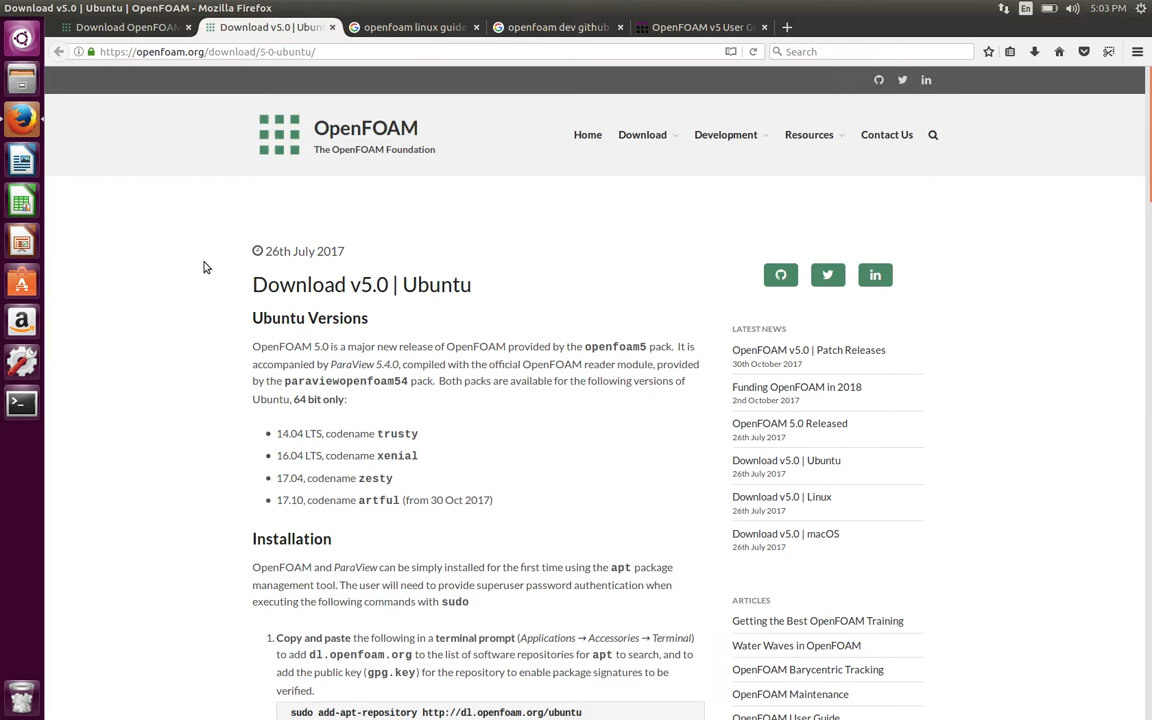 Download v5.0 | Ubuntu | OpenFOAM - Mozilla Firefox
En
5:03 PM
Download OpenFOAM
Download v5.0 | Ubun
openfoam linux guide
openfoam dev github
OpenFOAM v5 User G
https://openfoam.org/download/5-0-ubuntu/
Search
OpenFOAM
The OpenFOAM Foundation
Home
Download
Development
Resources
Contact Us
26th July 2017
Download v5.0 | Ubuntu
Ubuntu Versions
OpenFOAM 5.0 is a major new release of OpenFOAM provided by the openfoam5 pack. It is
accompanied by ParaView 5.4.0, compiled with the official OpenFOAM reader module, provided
by the paraviewopenfoam54 pack. Both packs are available for the following versions of
Ubuntu, 64 bit only:
14.04 LTS, codename trusty
16.04 LTS, codename xenial
17.04, codename zesty
17.10, codename artful (from 30 Oct 2017)
Installation
OpenFOAM and ParaView can be simply installed for the first time using the apt package
management tool. The user will need to provide superuser password authentication when
executing the following commands with sudo
1. Copy and paste the following in a terminal prompt (Applications → Accessories → Terminal)
to add dl.openfoam.org to the list of software repositories for apt to search, and to
add the public key (gpg.key) for the repository to enable package signatures to be
verified.
sudo add-apt-repository http://dl.openfoam.org/ubuntu
LATEST NEWS
OpenFOAM v5.0 | Patch Releases
30th October 2017
Funding OpenFOAM in 2018
2nd October 2017
OpenFOAM 5.0 Released
26th July 2017
Download v5.0 | Ubuntu
26th July 2017
Download v5.0 | Linux
26th July 2017
Download v5.0 | macOS
26th July 2017
ARTICLES
Getting the Best OpenFOAM Training
Water Waves in OpenFOAM
OpenFOAM Barycentric Tracking
OpenFOAM Maintenance
OpenFOAM User Guide